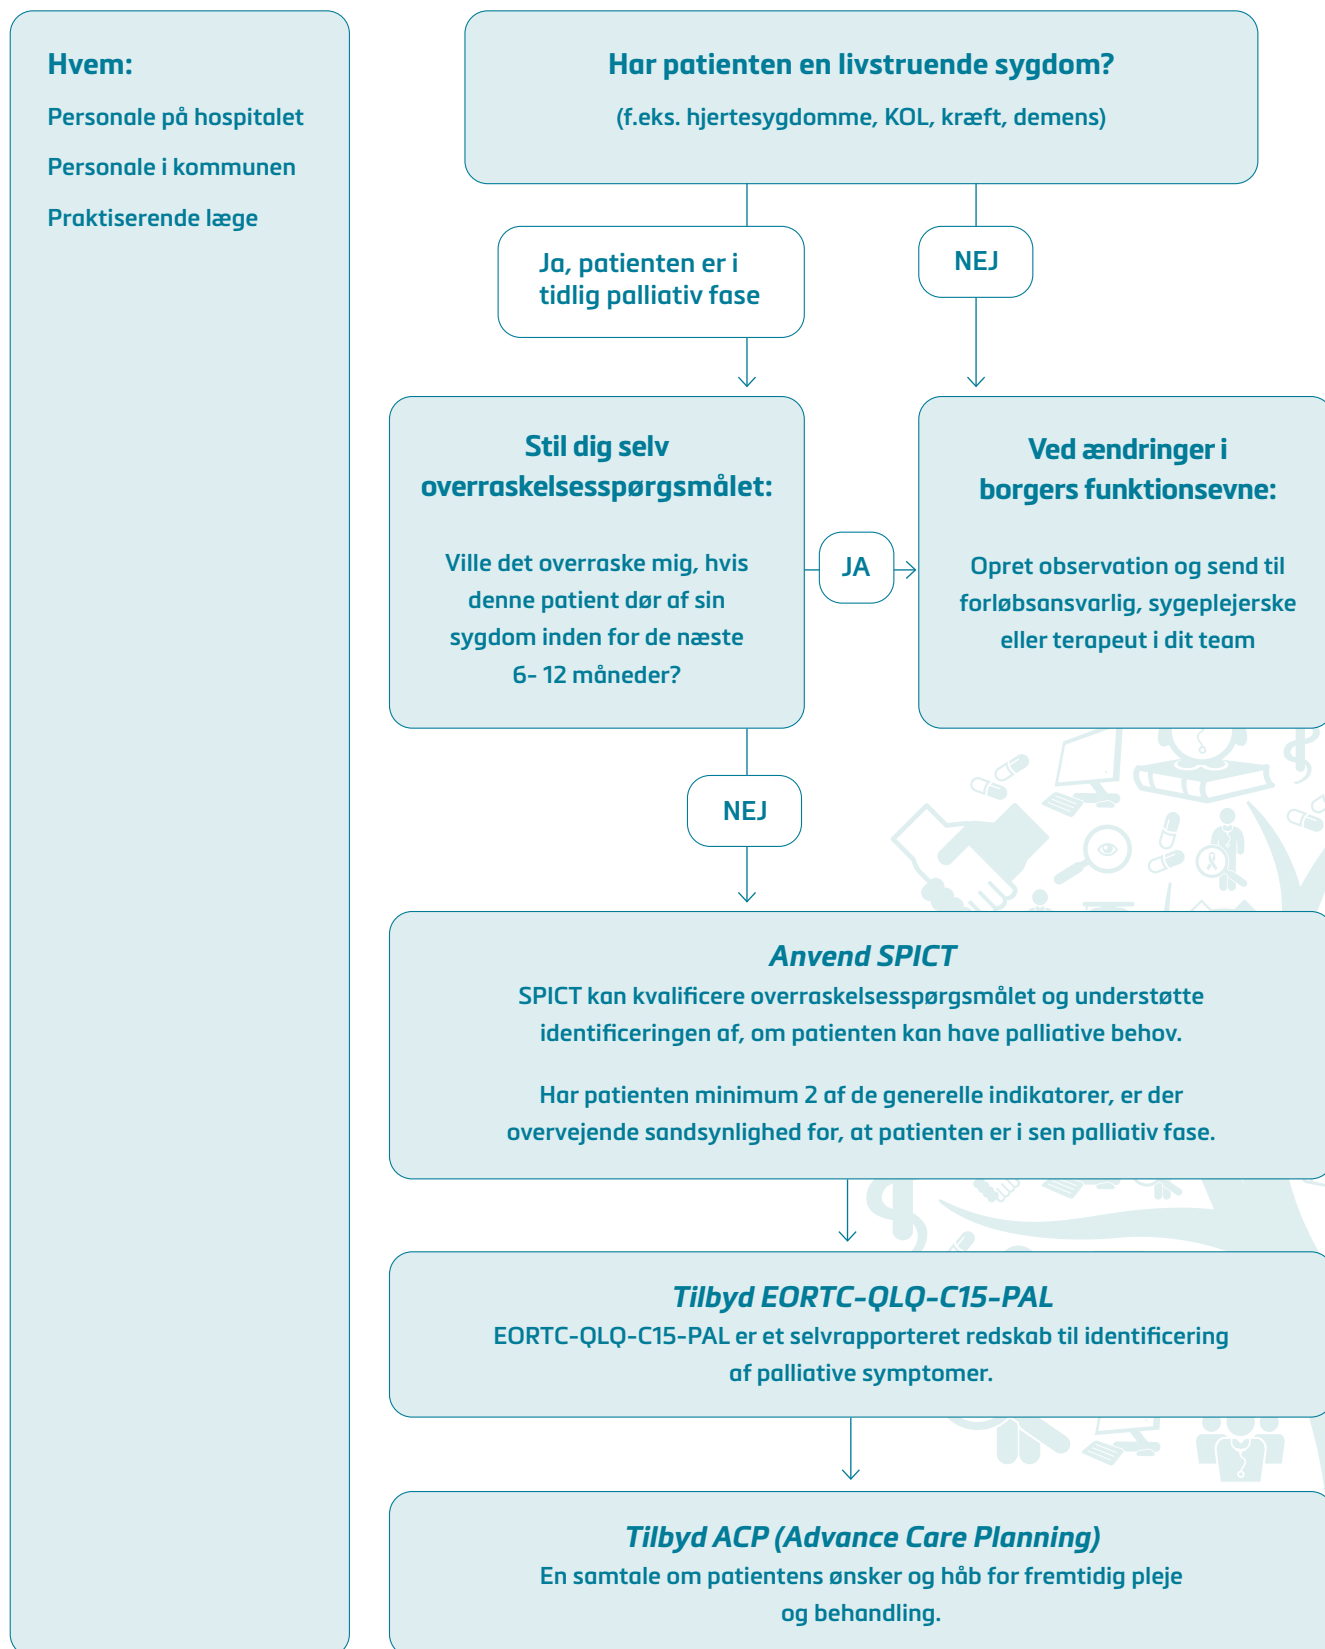 Hvem:
Personale på hospitalet
Personale i kommunen
Praktiserende læge
Har patienten en livstruende sygdom?
(f.eks. hjertesygdomme, KOL, kræft, demens)
Ja, patienten er i
tidlig palliativ fase
NEJ
Stil dig selv
overraskelsesspørgsmålet:
Ville det overraske mig, hvis
denne patient dør af sin
sygdom inden for de næste
6- 12 måneder?
JA
Ved ændringer i
borgers funktionsevne:
Opret observation og send til
forløbsansvarlig, sygeplejerske
eller terapeut i dit team
NEJ
Anvend SPICT
SPICT kan kvalificere overraskelsesspørgsmålet og understøtte
identificeringen af, om patienten kan have palliative behov.
Har patienten minimum 2 af de generelle indikatorer, er der
overvejende sandsynlighed for, at patienten er i sen palliativ fase.
Tilbyd EORTC-QLQ-C15-PAL
EORTC-QLQ-C15-PAL er et selvrapporteret redskab til identificering
af palliative symptomer.
Tilbyd ACP (Advance Care Planning)
En samtale om patientens ønsker og håb for fremtidig pleje
og behandling.